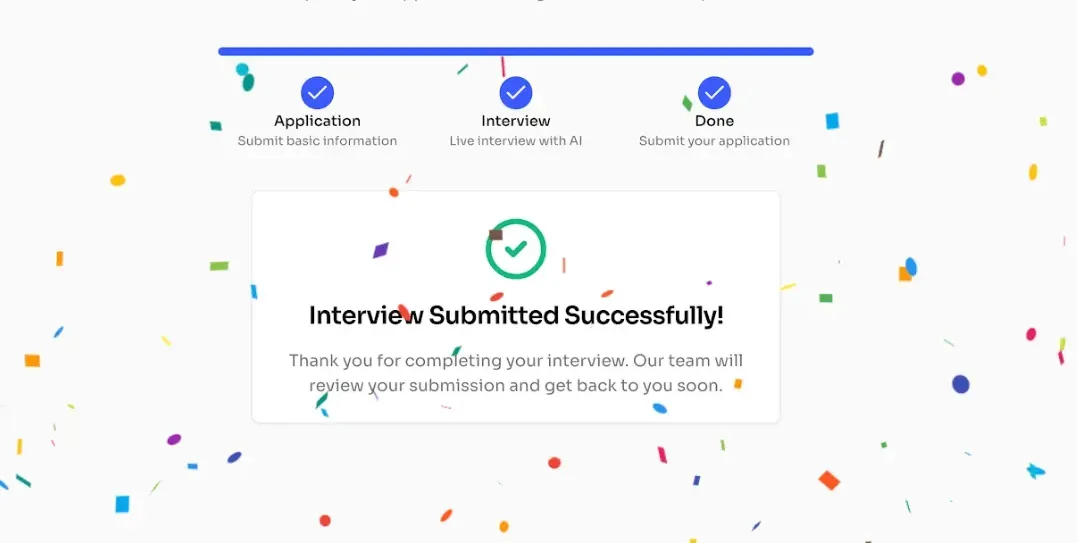 Application
Interview
Done
Submit basic information
Live interview with AI
Submit your application
Interview Submitted Successfully!
Thank you for completing your interview. Our team will
review your submission and get back to you soon.